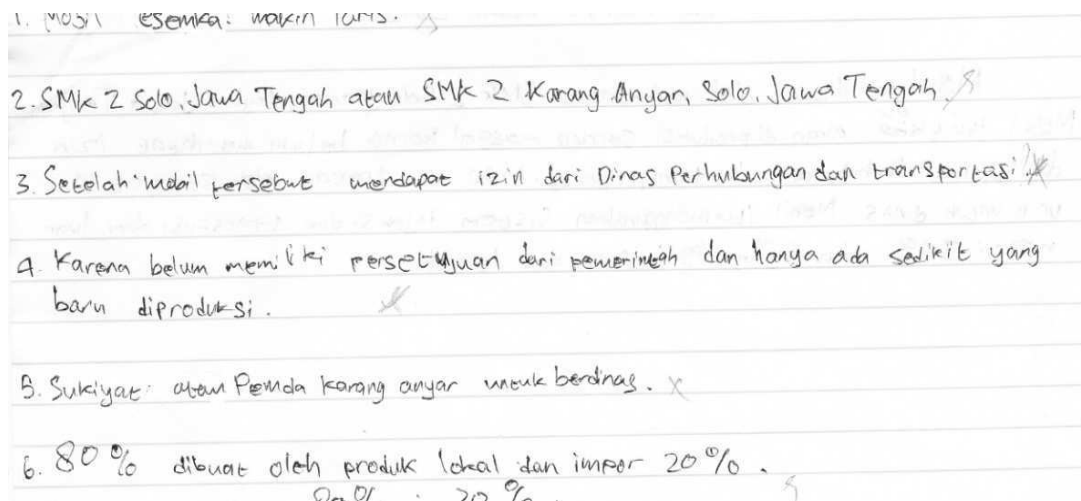 1. Mobil esemka: makin laris.
2. SMK 2 Solo, Jawa Tengah atau SMK 2 Karang Anyar, Solo, Jawa Tengah
3. Setelah mobil tersebut mendapat izin dari Dinas Perhubungan dan transportasi.
4. Karena belum memiliki persetujuan dari pemerintah dan hanya ada sedikit yang
baru diproduksi.
5. Sukiyat atau Pemda Karang anyar untuk berdinas.
6. 80% dibuat oleh produk lokal dan impor 20%.
80% : 20%